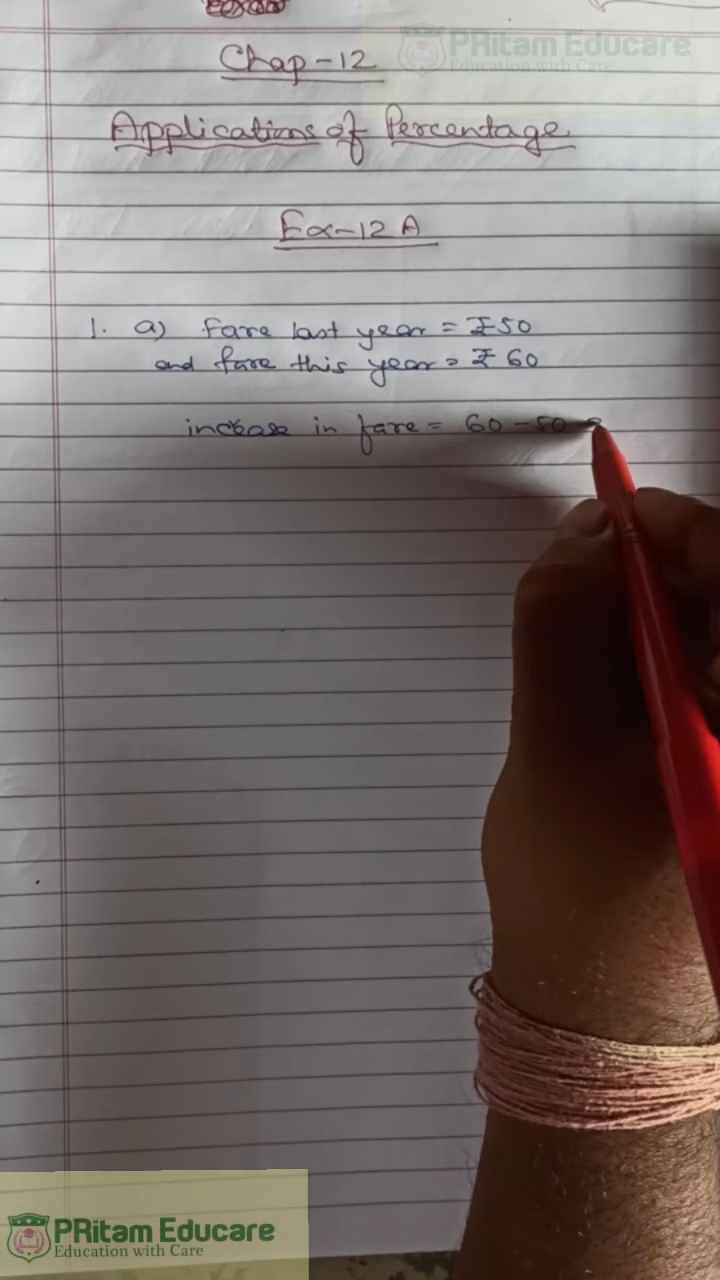 PRitam Educare
Education with Care
Chap-12
Applications of Percentage
Ex-12 A
1. a) Fare last year = ₹50
and fare this year = ₹ 60
increase in fare = 60 - 50 =
PRitam Educare
Education with Care